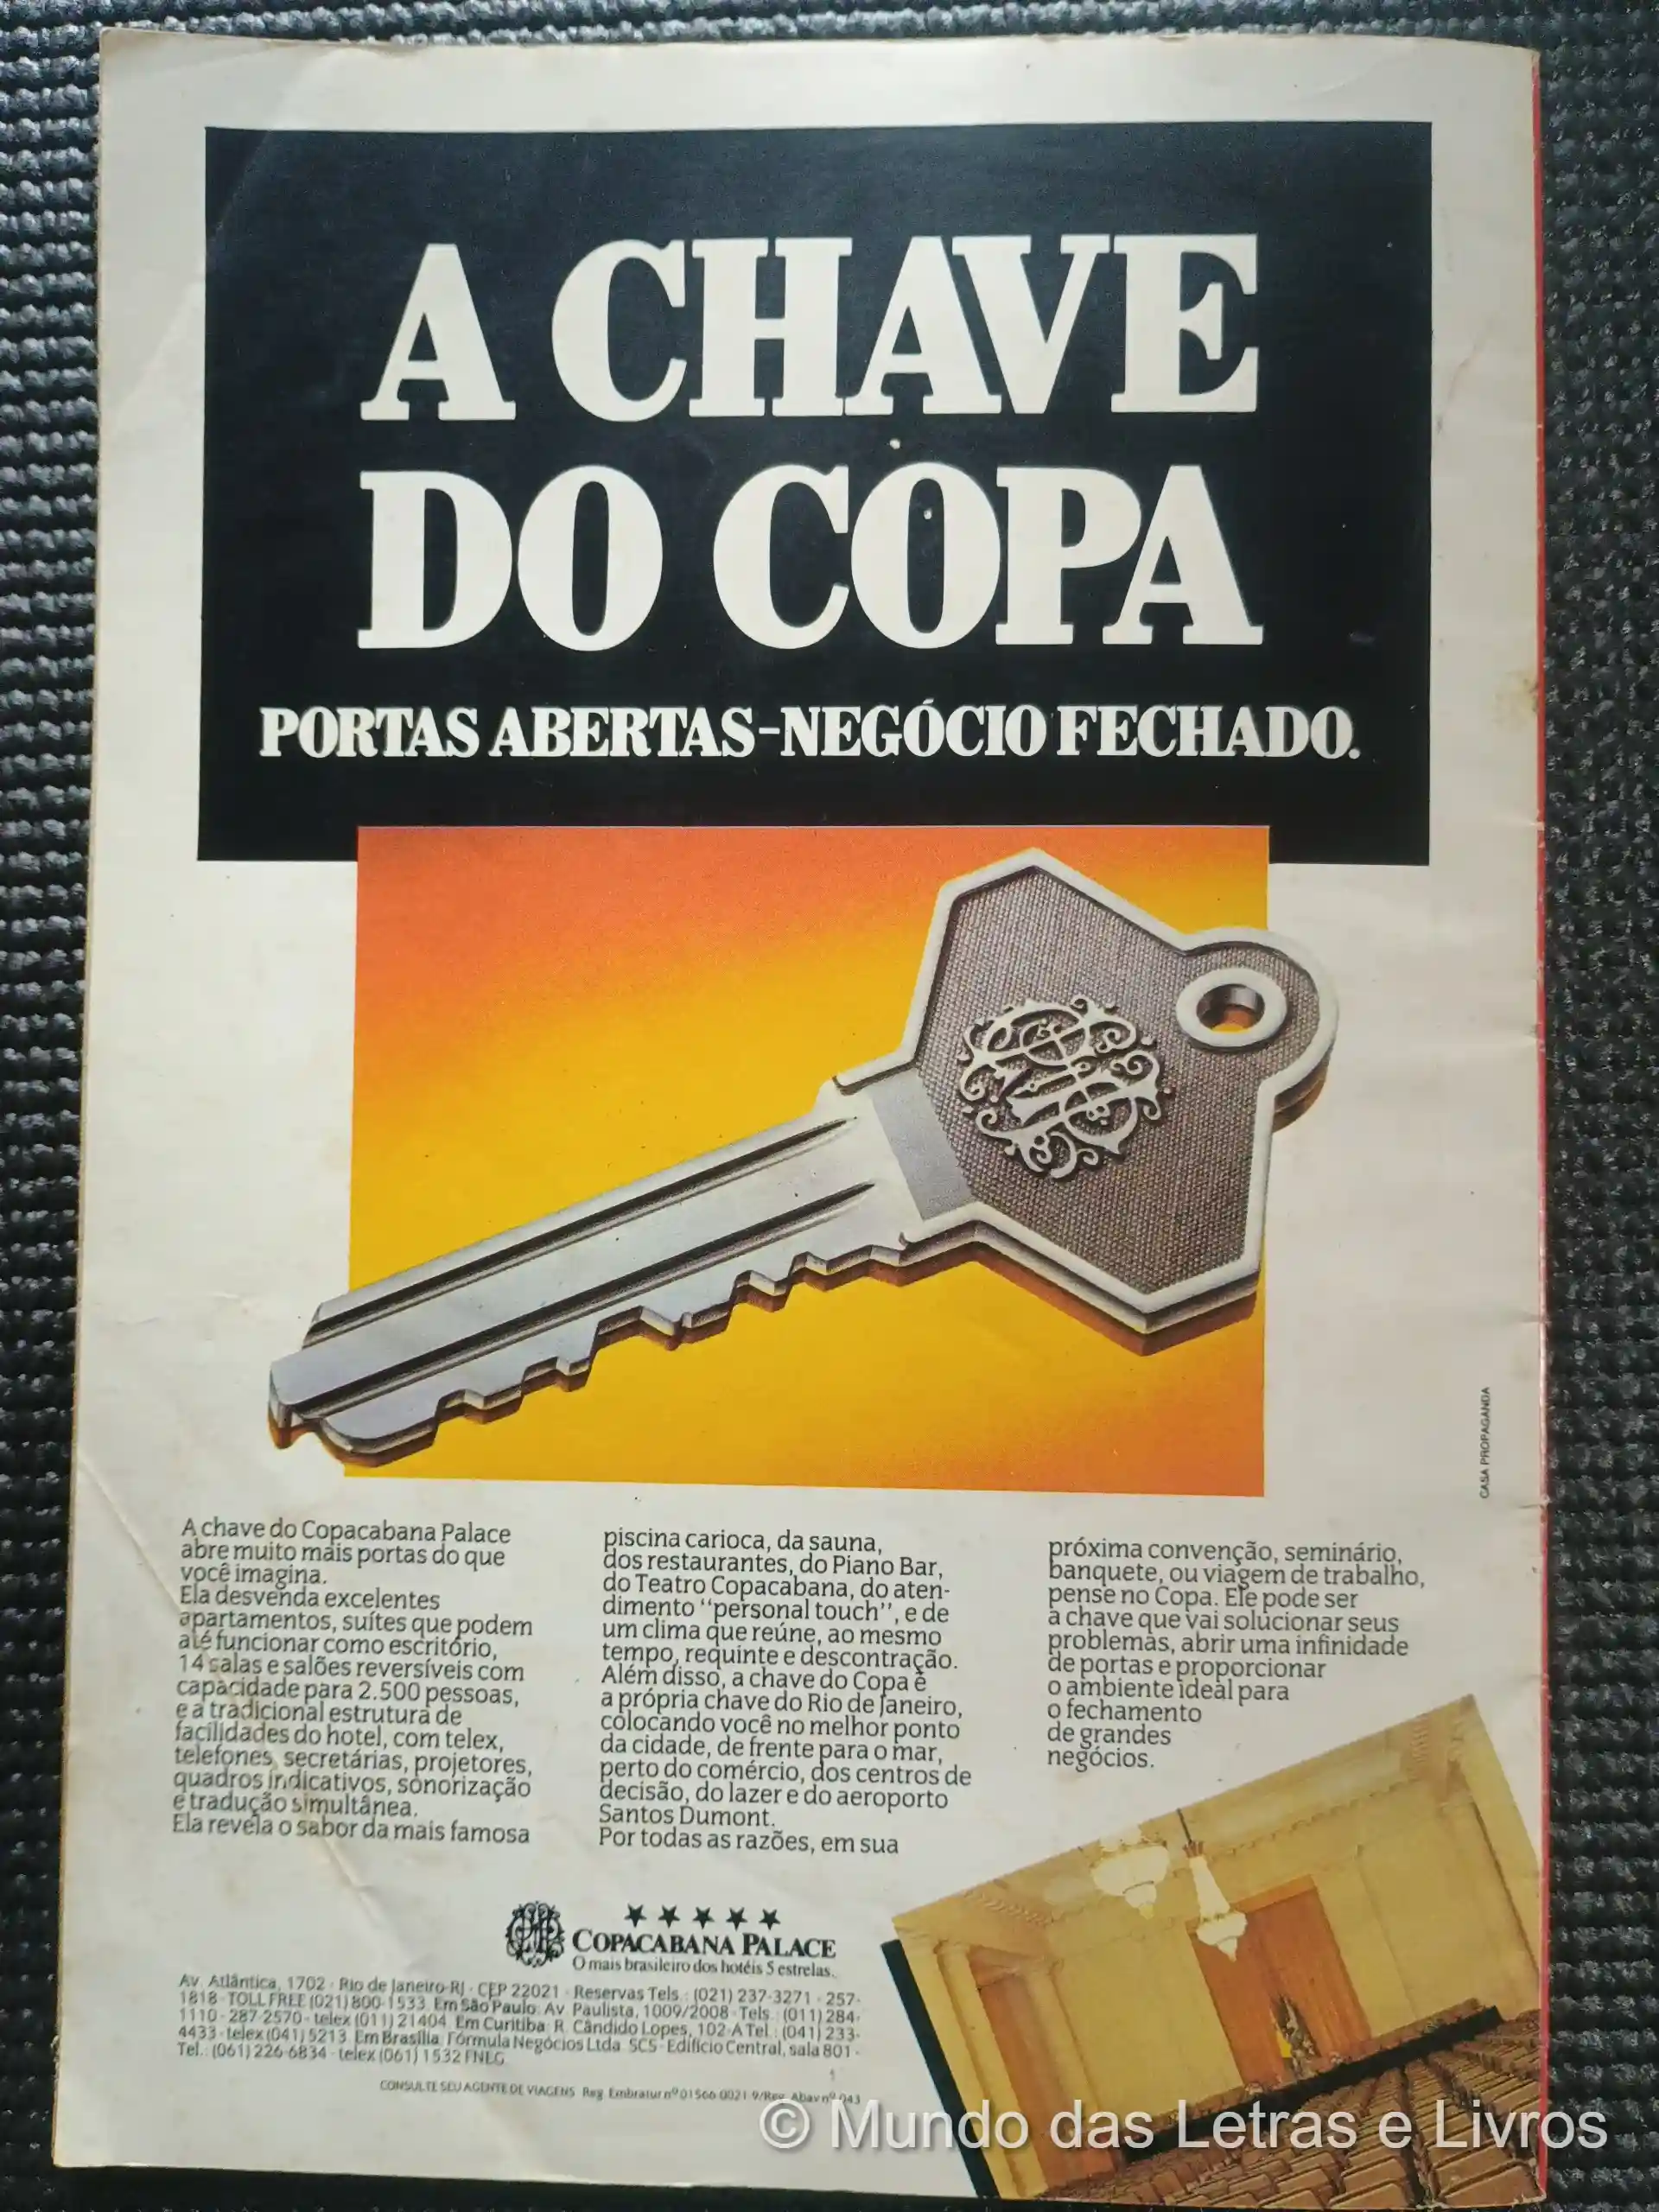 A CHAVE
DO COPA
PORTAS ABERTAS-NEGÓCIO FECHADO.
CASA PROPAGANDA
A chave do Copacabana Palace
abre muito mais portas do que
você imagina.
Ela desvenda excelentes
apartamentos, suítes que podem
até funcionar como escritório,
14 salas e salões reversíveis com
capacidade para 2.500 pessoas,
e a tradicional estrutura de
facilidades do hotel, com telex,
telefones, secretárias, projetores,
quadros indicativos, sonorização
e tradução simultânea.
Ela revela o sabor da mais famosa
piscina carioca, da sauna,
dos restaurantes, do Piano Bar,
do Teatro Copacabana, do aten-
dimento "personal touch", e de
um clima que reúne, ao mesmo
tempo, requinte e descontração.
Além disso, a chave do Copa é
a própria chave do Rio de Janeiro,
colocando você no melhor ponto
da cidade, de frente para o mar,
perto do comércio, dos centros de
decisão, do lazer e do aeroporto
Santos Dumont.
Por todas as razões, em sua
próxima convenção, seminário,
banquete, ou viagem de trabalho,
pense no Copa. Ele pode ser
a chave que vai solucionar seus
problemas, abrir uma infinidade
de portas e proporcionar
o ambiente ideal para
o fechamento
de grandes
negócios.
COPACABANA PALACE
O mais brasileiro dos hotéis 5 estrelas.
Av. Atlântica, 1702 - Rio de Janeiro-RJ - CEP 22021 - Reservas Tels.: (021) 237-3271 - 257-
1818 - TOLL FREE (021) 800-1533. Em São Paulo: Av. Paulista, 1009/2008 - Tels.: (011) 284-
1110 - 287-2570 - telex (011) 21404. Em Curitiba: R. Cândido Lopes, 102-A Tel.: (041) 233-
4433 - telex (041) 5213. Em Brasília: Fórmula Negócios Ltda. SCS - Edifício Central, sala 801 -
Tel.: (061) 226-6834 - telex (061) 1532 FNEG
CONSULTE SEU AGENTE DE VIAGENS Reg. Embratur nº 01566-0021-9/Reg. Abav nº 043
© Mundo das Letras e Livros